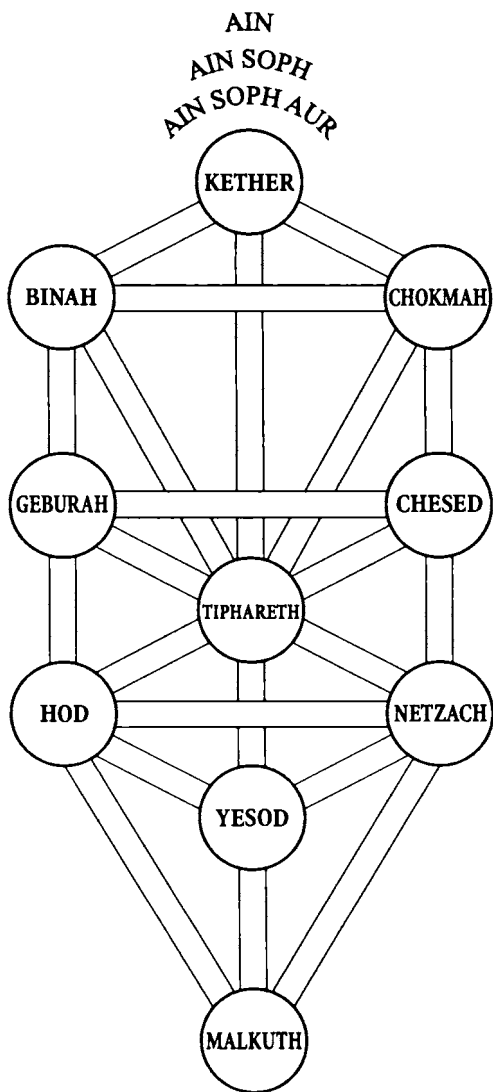 AIN
AIN SOPH
AIN SOPH AUR
KETHER
BINAH
CHOKMAH
GEBURAH
CHESED
TIPHARETH
HOD
NETZACH
YESOD
MALKUTH